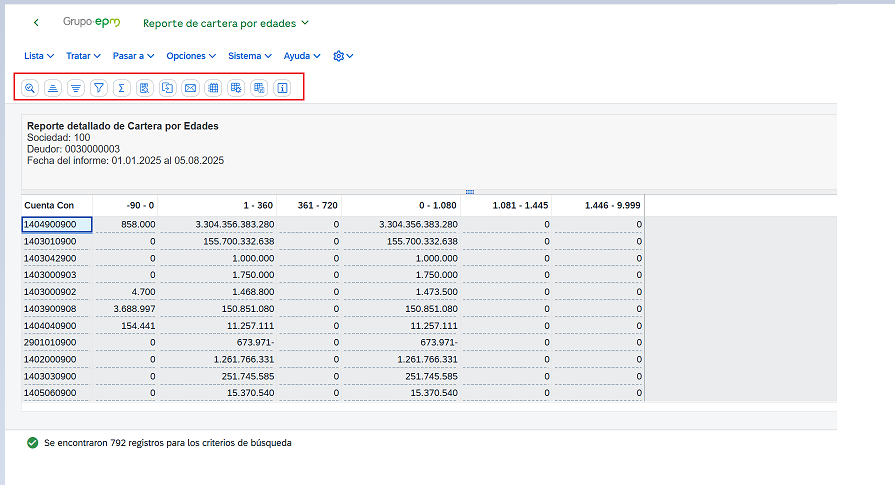 Grupo·epm Reporte de cartera por edades
Lista Tratar Pasar a Opciones Sistema Ayuda
Reporte detallado de Cartera por Edades
Sociedad: 100
Deudor: 0030000003
Fecha del informe: 01.01.2025 al 05.08.2025
Cuenta Con -90 - 0 1 - 360 361 - 720 0 - 1.080 1.081 - 1.445 1.446 - 9.999
1404900900 858.000 3.304.356.383.280 0 3.304.356.383.280 0 0
1403010900 0 155.700.332.638 0 155.700.332.638 0 0
1403042900 0 1.000.000 0 1.000.000 0 0
1403000903 0 1.750.000 0 1.750.000 0 0
1403000902 4.700 1.468.800 0 1.473.500 0 0
1403900908 3.688.997 150.851.080 0 150.851.080 0 0
1404040900 154.441 11.257.111 0 11.257.111 0 0
2901010900 0 673.971- 0 673.971- 0 0
1402000900 0 1.261.766.331 0 1.261.766.331 0 0
1403030900 0 251.745.585 0 251.745.585 0 0
1405060900 0 15.370.540 0 15.370.540 0 0
Se encontraron 792 registros para los criterios de búsqueda